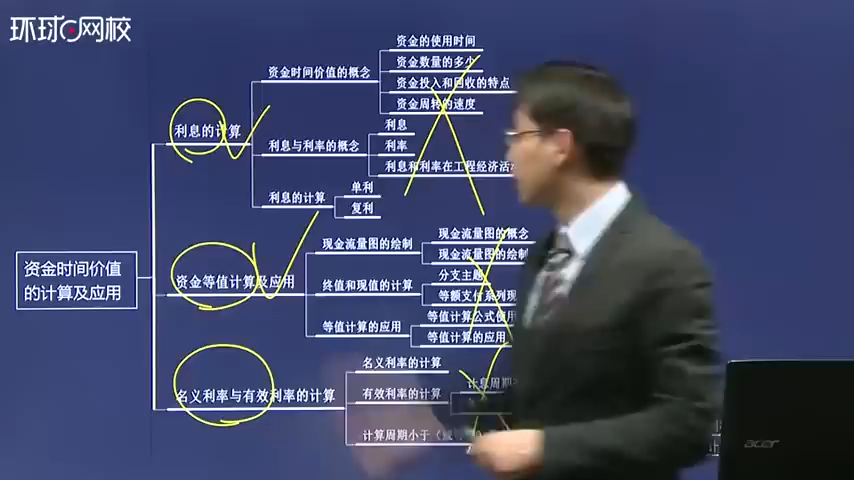 环球网校
资金时间价值
的计算及应用
利息的计算
资金时间价值的概念
资金的使用时间
资金数量的多少
资金投入和回收的特点
资金周转的速度
利息与利率的概念
利息
利率
利息和利率在工程经济活
利息的计算
单利
复利
资金等值计算及应用
现金流量图的绘制
现金流量图的概念
现金流量图的绘制
终值和现值的计算
分支主题
等额支付系列现
等值计算的应用
等值计算公式使用
等值计算的应用
名义利率与有效利率的计算
名义利率的计算
有效利率的计算
计息周期
计算周期小于
acer